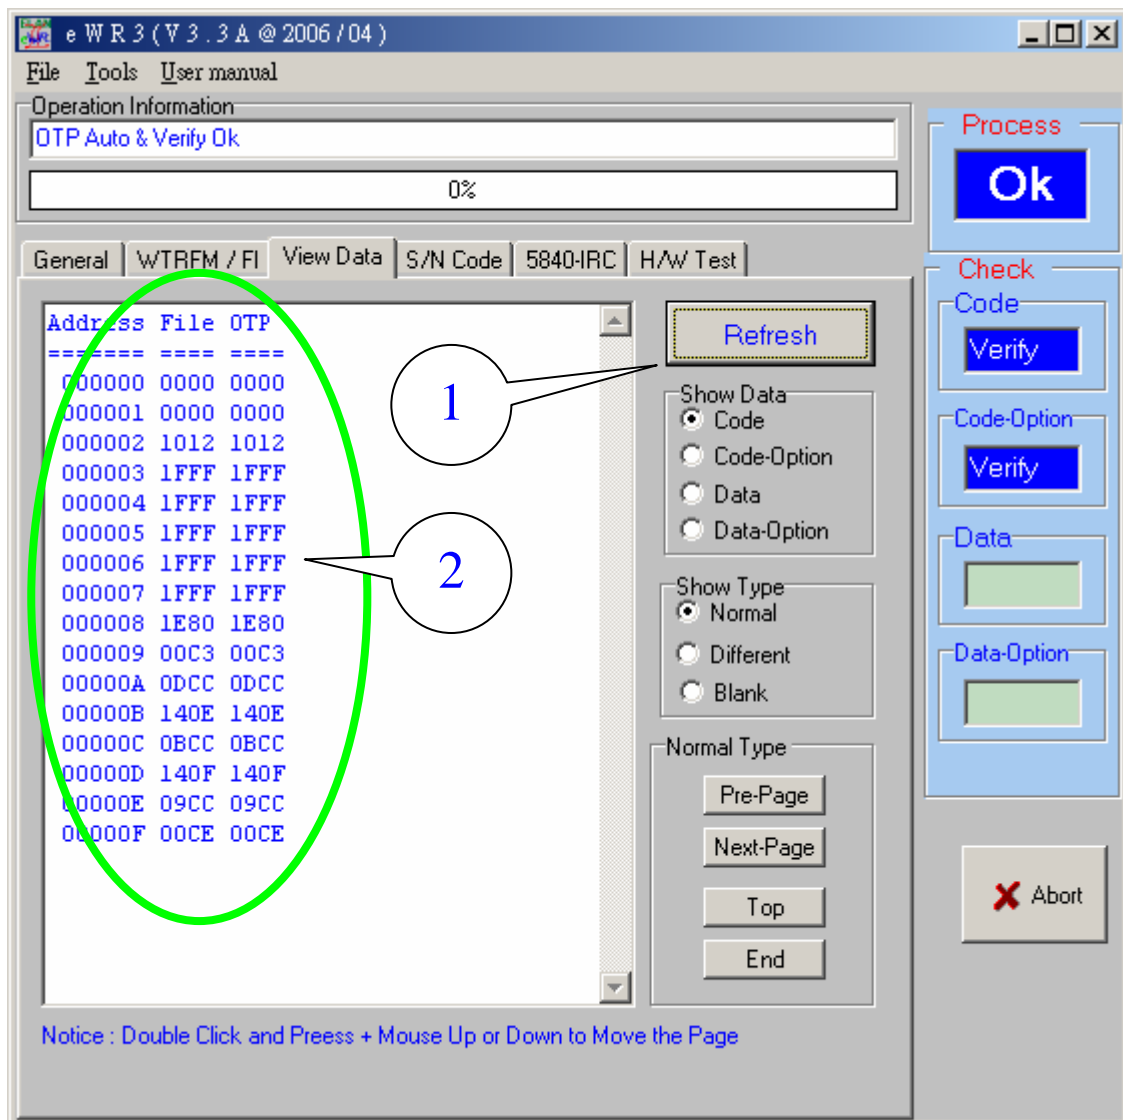 e W R 3 ( V 3 . 3 A @ 2006 / 04 )
File Tools User manual
Operation Information
OTP Auto & Verify Ok
0%
General WTRFM / FI View Data S/N Code 5840-IRC H/W Test
Address File OTP
======= ==== ====
000000 0000 0000
000001 0000 0000
000002 1012 1012
000003 1FFF 1FFF
000004 1FFF 1FFF
000005 1FFF 1FFF
000006 1FFF 1FFF
000007 1FFF 1FFF
000008 1E80 1E80
000009 00C3 00C3
00000A 0DCC 0DCC
00000B 140E 140E
00000C 0BCC 0BCC
00000D 140F 140F
00000E 09CC 09CC
00000F 00CE 00CE
1
2
Refresh
Show Data
Code
Code-Option
Data
Data-Option
Show Type
Normal
Different
Blank
Normal Type
Pre-Page
Next-Page
Top
End
Notice : Double Click and Preess + Mouse Up or Down to Move the Page
Process
Ok
Check
Code
Verify
Code-Option
Verify
Data
Data-Option
Abort